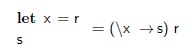 let x = r
s
= (\x →s) r